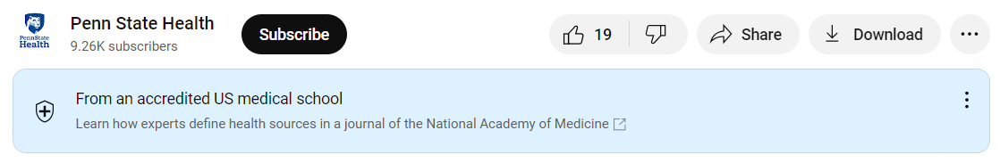 PennState
Health
Penn State Health
9.26K subscribers
Subscribe
19
Share
Download
From an accredited US medical school
Learn how experts define health sources in a journal of the National Academy of Medicine